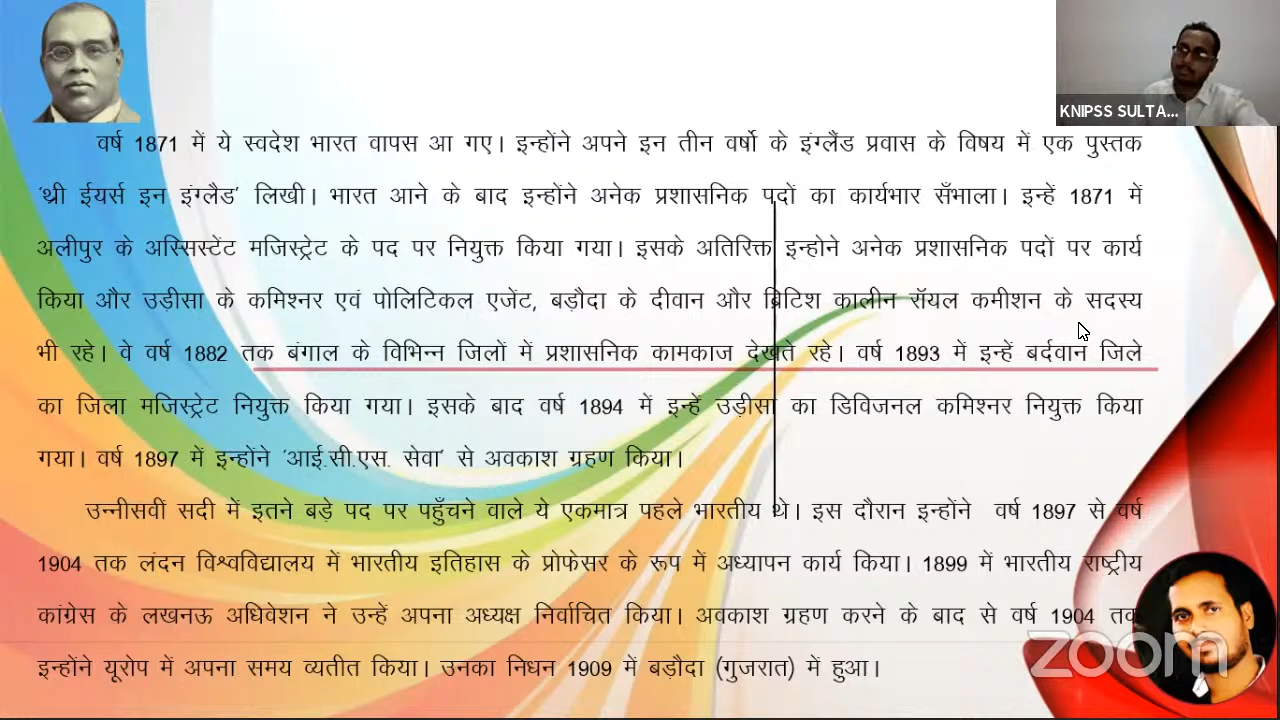 KNIPSS SULTA...
वर्ष 1871 में ये स्वदेश भारत वापस आ गए। इन्होंने अपने इन तीन वर्षो के इंग्लैंड प्रवास के विषय में एक पुस्तक
‘थ्री ईयर्स इन इंग्लैड’ लिखी। भारत आने के बाद इन्होंने अनेक प्रशासनिक पदों का कार्यभार सँभाला। इन्हें 1871 में
अलीपुर के अस्सिस्टेंट मजिस्ट्रेट के पद पर नियुक्त किया गया। इसके अतिरिक्त इन्होने अनेक प्रशासनिक पदों पर कार्य
किया और उड़ीसा के कमिश्नर एवं पोलिटिकल एजेंट, बड़ौदा के दीवान और ब्रिटिश कालीन रॉयल कमीशन के सदस्य
भी रहे। वे वर्ष 1882 तक बंगाल के विभिन्न जिलों में प्रशासनिक कामकाज देखते रहे। वर्ष 1893 में इन्हें बर्दवान जिले
का जिला मजिस्ट्रेट नियुक्त किया गया। इसके बाद वर्ष 1894 में इन्हें उड़ीसा का डिविजनल कमिश्नर नियुक्त किया
गया। वर्ष 1897 में इन्होंने ‘आई.सी.एस. सेवा’ से अवकाश ग्रहण किया।
उन्नीसवीं सदी में इतने बड़े पद पर पहुँचने वाले ये एकमात्र पहले भारतीय थे। इस दौरान इन्होंने वर्ष 1897 से वर्ष
1904 तक लंदन विश्वविद्यालय में भारतीय इतिहास के प्रोफेसर के रूप में अध्यापन कार्य किया। 1899 में भारतीय राष्ट्रीय
कांग्रेस के लखनऊ अधिवेशन ने उन्हें अपना अध्यक्ष निर्वाचित किया। अवकाश ग्रहण करने के बाद से वर्ष 1904 तक
इन्होंने यूरोप में अपना समय व्यतीत किया। उनका निधन 1909 में बड़ौदा (गुजरात) में हुआ।
zoom